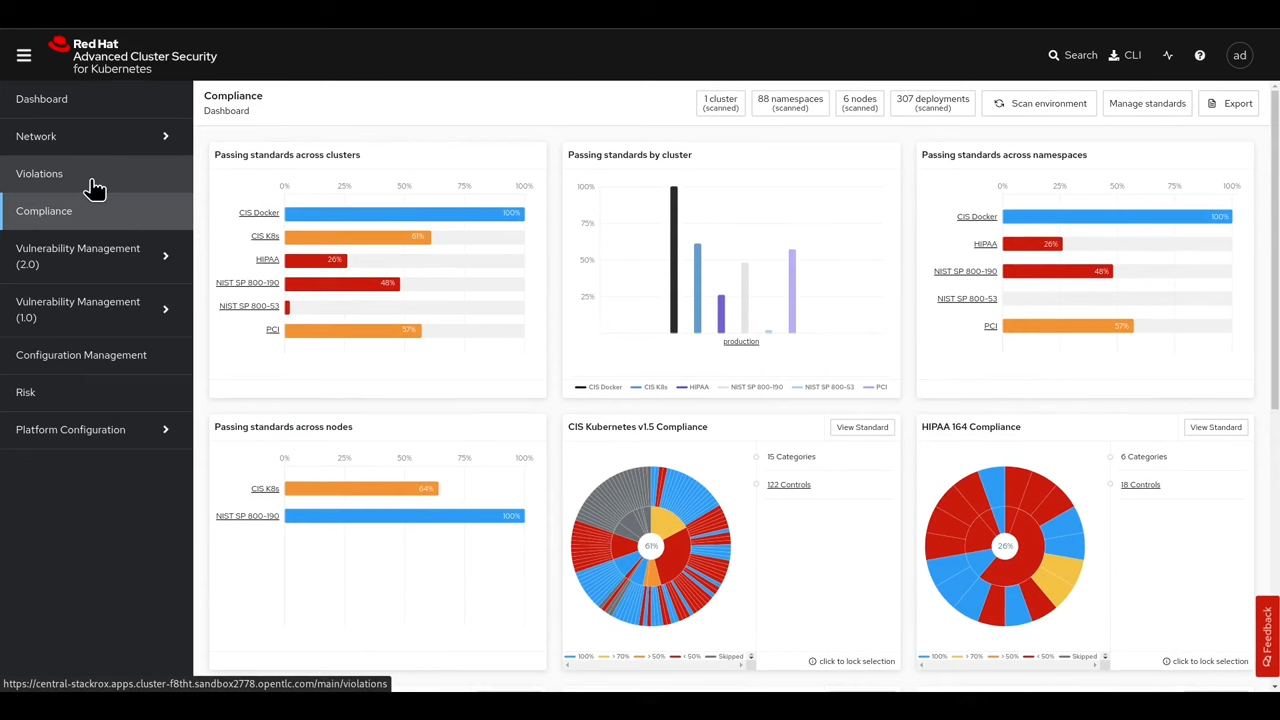 Red Hat
Advanced Cluster Security
for Kubernetes
Search
CLI
ad
Dashboard
Network
Violations
Compliance
Vulnerability Management
(2.0)
Vulnerability Management
(1.0)
Configuration Management
Risk
Platform Configuration
Compliance
Dashboard
1 cluster
(scanned)
88 namespaces
(scanned)
6 nodes
(scanned)
307 deployments
(scanned)
Scan environment
Manage standards
Export
Passing standards across clusters
0% 25% 50% 75% 100%
CIS Docker 100%
CIS K8s 61%
HIPAA 26%
NIST SP 800-190 48%
NIST SP 800-53
PCI 57%
Passing standards by cluster
100%
75%
50%
25%
production
CIS Docker CIS K8s HIPAA NIST SP 800-190 NIST SP 800-53 PCI
Passing standards across namespaces
0% 25% 50% 75% 100%
CIS Docker 100%
HIPAA 26%
NIST SP 800-190 48%
NIST SP 800-53
PCI 57%
Passing standards across nodes
0% 25% 50% 75% 100%
CIS K8s 64%
NIST SP 800-190 100%
CIS Kubernetes v1.5 Compliance
View Standard
15 Categories
122 Controls
61%
100% > 70% > 50% < 50% Skipped
click to lock selection
HIPAA 164 Compliance
View Standard
6 Categories
18 Controls
26%
100% > 70% > 50% < 50% Skipped
click to lock selection
Feedback
https://central-stackrox.apps.cluster-f8tht.sandbox2778.opentlc.com/main/violations